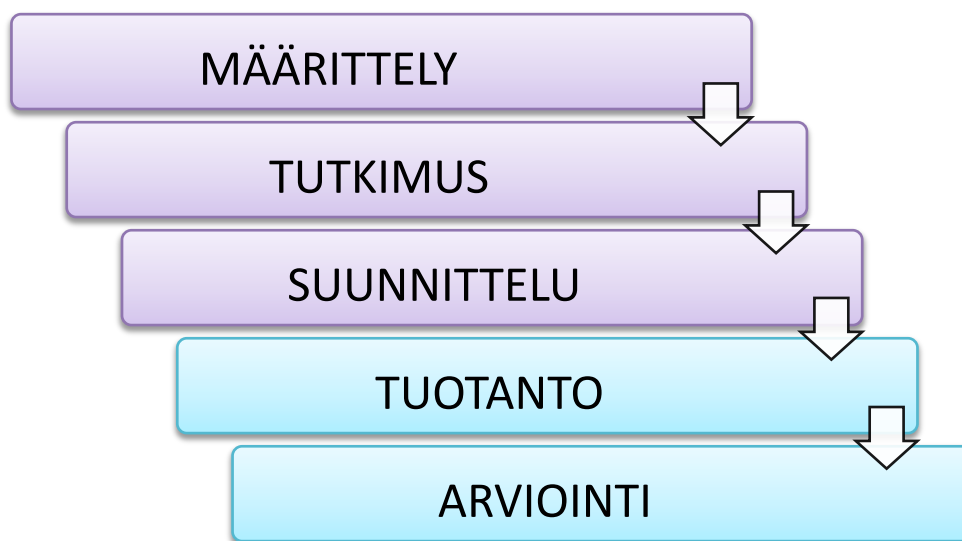 MÄÄRITTELY
TUTKIMUS
SUUNNITTELU
TUOTANTO
ARVIOINTI